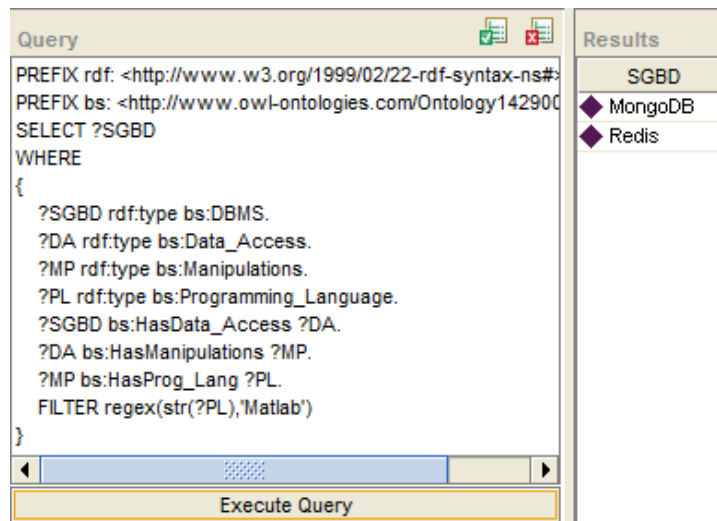 Query
PREFIX rdf: <http://www.w3.org/1999/02/22-rdf-syntax-ns#>
PREFIX bs: <http://www.owl-ontologies.com/Ontology142900
SELECT ?SGBD
WHERE
{
?SGBD rdf:type bs:DBMS.
?DA rdf:type bs:Data_Access.
?MP rdf:type bs:Manipulations.
?PL rdf:type bs:Programming_Language.
?SGBD bs:HasData_Access ?DA.
?DA bs:HasManipulations ?MP.
?MP bs:HasProg_Lang ?PL.
FILTER regex(str(?PL),'Matlab')
}
Execute Query
Results
SGBD
MongoDB
Redis